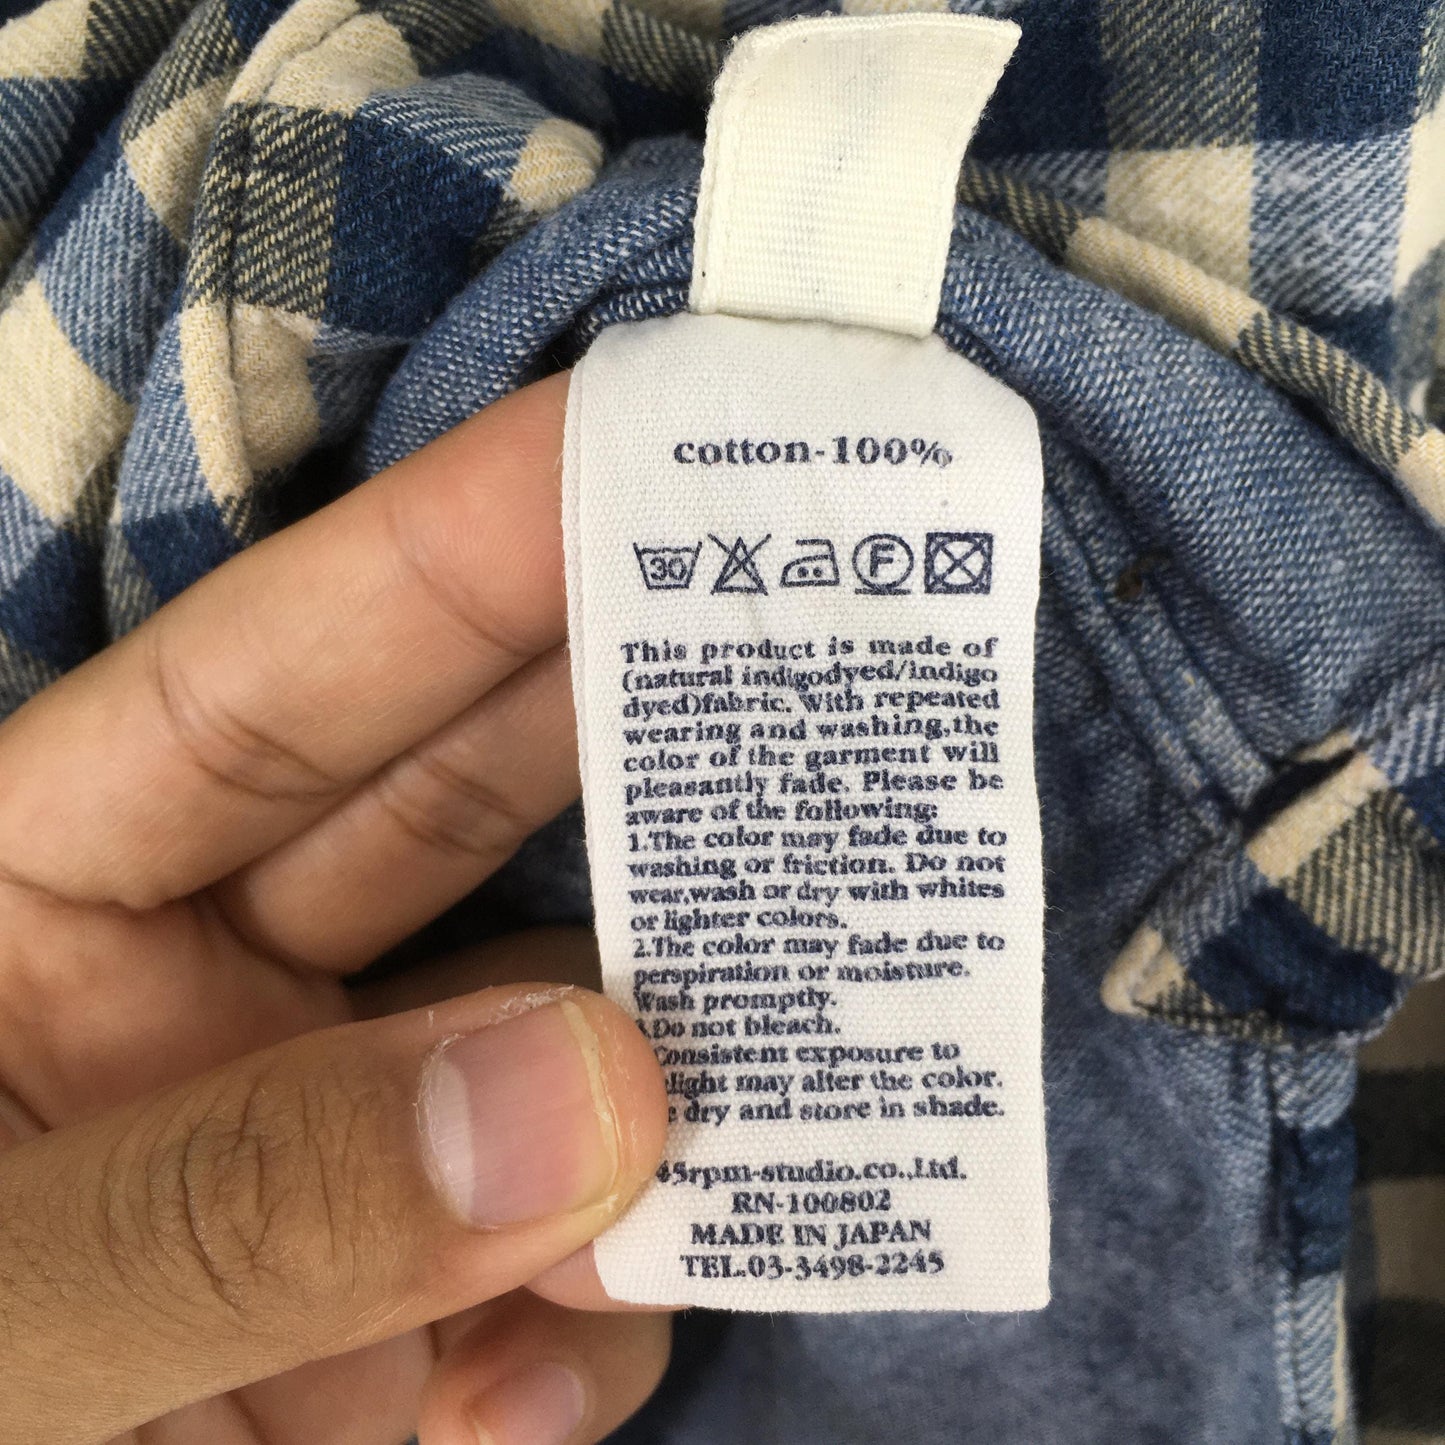 cotton-100%
30 F
This product is made of
(natural indigodyed/indigo
dyed)fabric. With repeated
wearing and washing,the
color of the garment will
pleasantly fade. Please be
aware of the following:
1.The color may fade due to
washing or friction. Do not
wear,wash or dry with whites
or lighter colors.
2.The color may fade due to
perspiration or moisture.
Wash promptly.
Do not bleach.
Consistent exposure to
light may alter the color.
dry and store in shade.
45rpm-studio.co.,Ltd.
RN-100802
MADE IN JAPAN
TEL.03-3498-2245